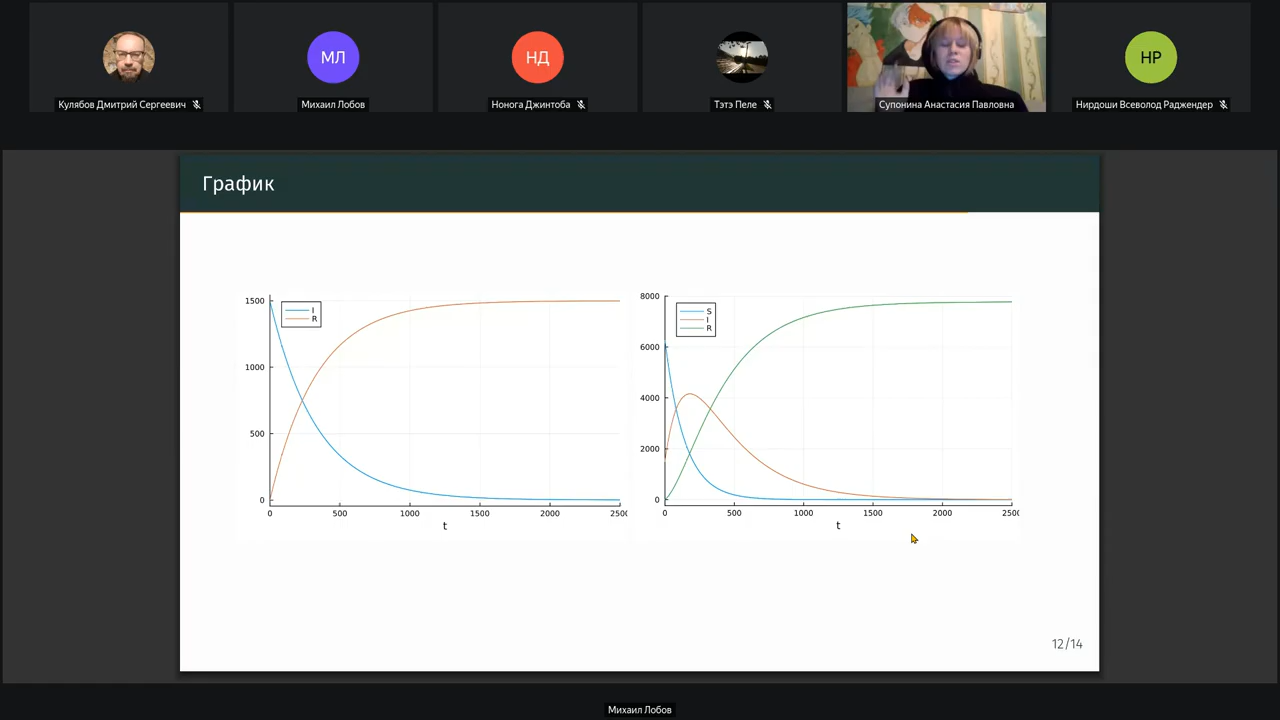 МЛ
НД
НР
Кулябов Дмитрий Сергеевич
Михаил Лобов
Нонога Джинтоба
Тэтэ Пеле
Супонина Анастасия Павловна
Нирдоши Всеволод Раджендер
График
1500
1000
500
0
I
R
0
500
1000
1500
2000
2500
t
8000
6000
4000
2000
0
S
I
R
0
500
1000
1500
2000
2500
t
12/14
Михаил Лобов